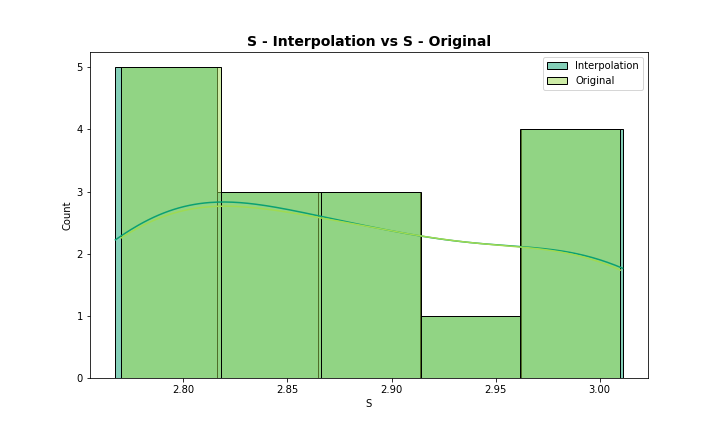 S - Interpolation vs S - Original
Interpolation
Original
5
4
3
2
1
0
Count
2.80 2.85 2.90 2.95 3.00
S